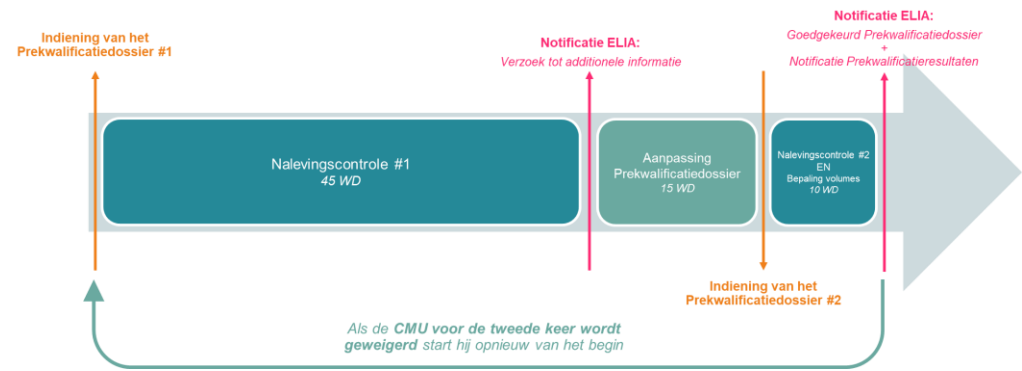 Indiening van het
Prekwalificatiedossier #1
Notificatie ELIA:
Verzoek tot additionele informatie
Notificatie ELIA:
Goedgekeurd Prekwalificatiedossier
+
Notificatie Prekwalificatieresultaten
Nalevingscontrole #1
45 WD
Aanpassing
Prekwalificatiedossier
15 WD
Nalevingscontrole #2
EN
Bepaling volumes
10 WD
Indiening van het
Prekwalificatiedossier #2
Als de CMU voor de tweede keer wordt
geweigerd start hij opnieuw van het begin